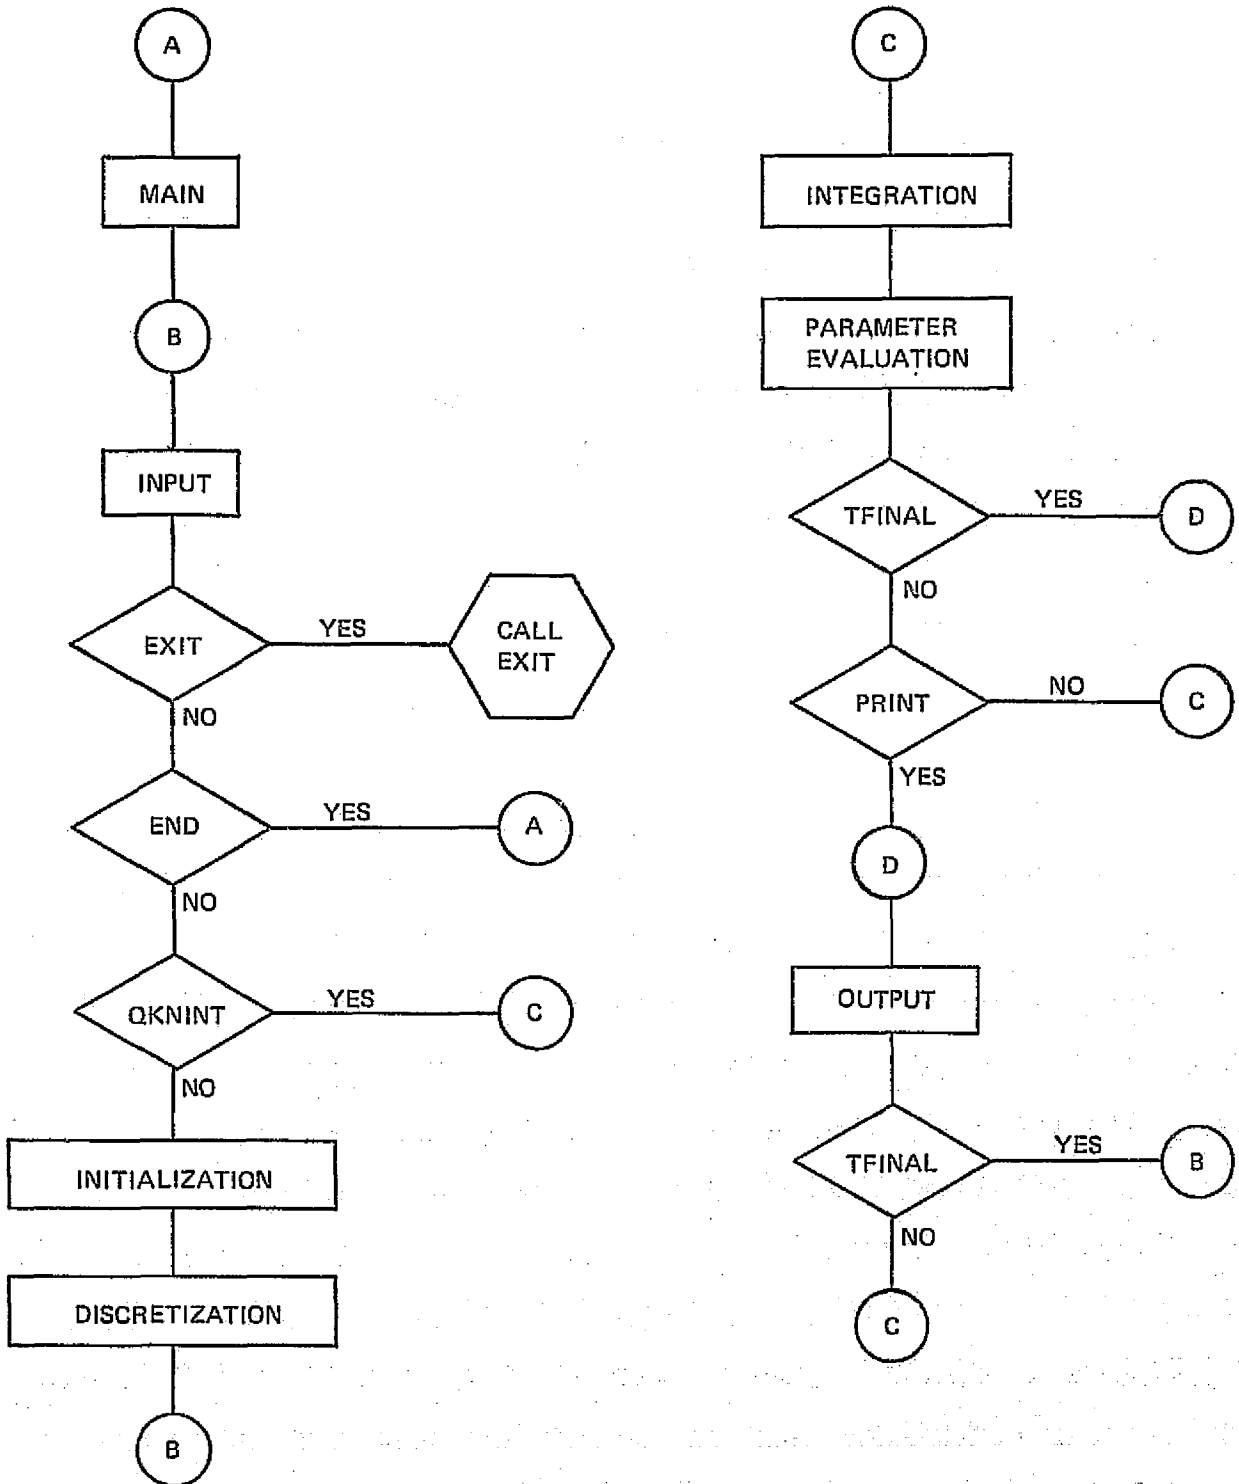 A
MAIN
B
INPUT
EXIT
YES
CALL
EXIT
NO
END
YES
A
NO
QKNINT
YES
C
NO
INITIALIZATION
DISCRETIZATION
B
C
INTEGRATION
PARAMETER
EVALUATION
TFINAL
YES
D
NO
PRINT
NO
C
YES
D
OUTPUT
TFINAL
YES
B
NO
C